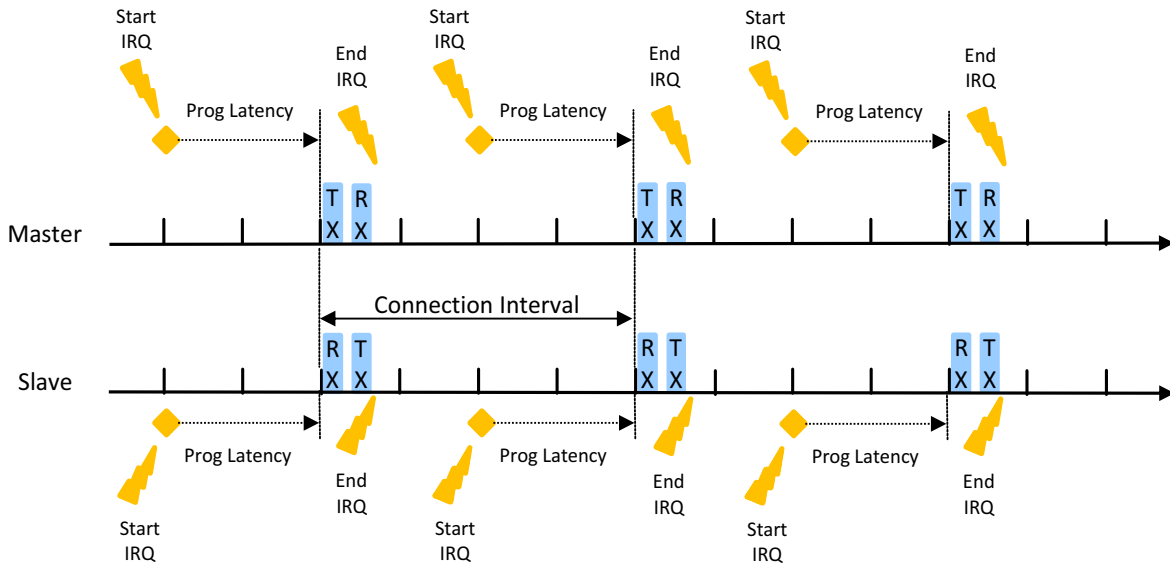 Start
IRQ
End
IRQ
Start
IRQ
End
IRQ
Start
IRQ
End
IRQ
Prog Latency
Prog Latency
Prog Latency
T R
X X
T R
X X
T R
X X
Master
Connection Interval
R T
X X
R T
X X
R T
X X
Slave
Prog Latency
Prog Latency
Prog Latency
End
IRQ
End
IRQ
End
IRQ
Start
IRQ
Start
IRQ
Start
IRQ